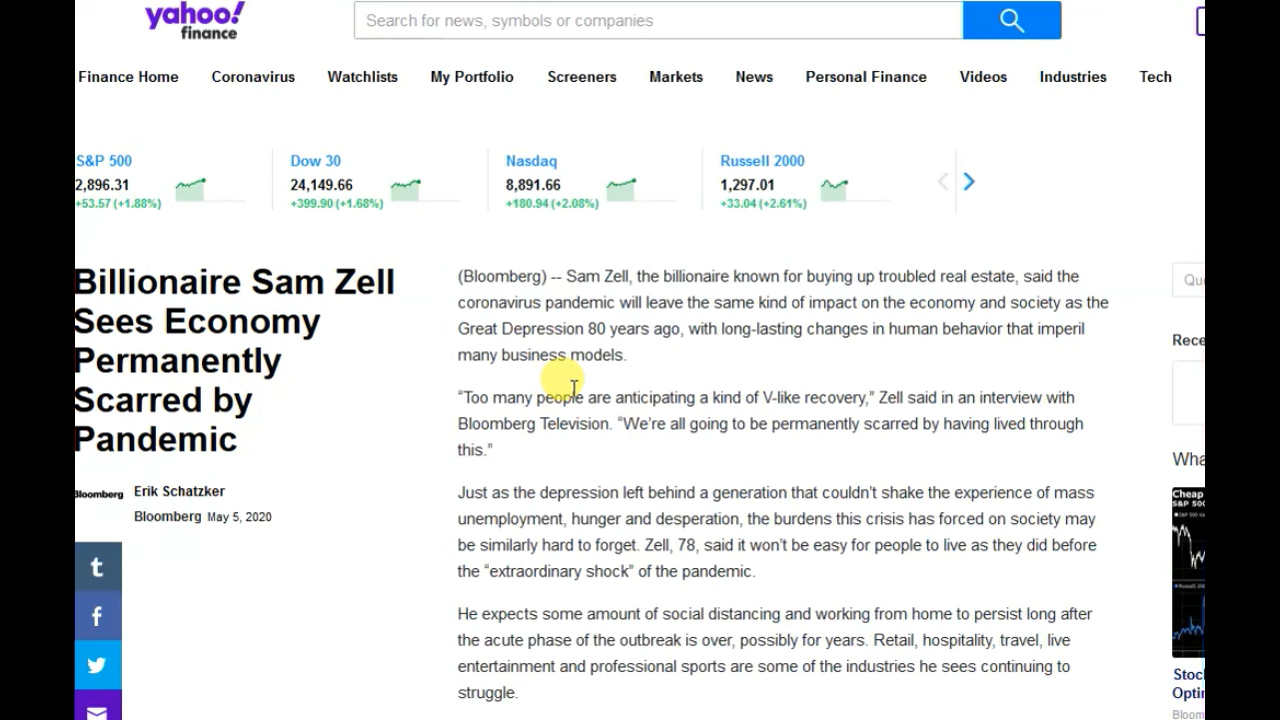 yahoo!
finance
Search for news, symbols or companies
Finance Home Coronavirus Watchlists My Portfolio Screeners Markets News Personal Finance Videos Industries Tech
S&P 500 Dow 30 Nasdaq Russell 2000
2,896.31 24,149.66 8,891.66 1,297.01
+53.57 (+1.88%) +399.90 (+1.68%) +180.94 (+2.08%) +33.04 (+2.61%)
Billionaire Sam Zell
Sees Economy
Permanently
Scarred by
Pandemic
Bloomberg Erik Schatzker
Bloomberg May 5, 2020
(Bloomberg) -- Sam Zell, the billionaire known for buying up troubled real estate, said the
coronavirus pandemic will leave the same kind of impact on the economy and society as the
Great Depression 80 years ago, with long-lasting changes in human behavior that imperil
many business models.
“Too many people are anticipating a kind of V-like recovery,” Zell said in an interview with
Bloomberg Television. “We’re all going to be permanently scarred by having lived through
this.”
Just as the depression left behind a generation that couldn’t shake the experience of mass
unemployment, hunger and desperation, the burdens this crisis has forced on society may
be similarly hard to forget. Zell, 78, said it won’t be easy for people to live as they did before
the “extraordinary shock” of the pandemic.
He expects some amount of social distancing and working from home to persist long after
the acute phase of the outbreak is over, possibly for years. Retail, hospitality, travel, live
entertainment and professional sports are some of the industries he sees continuing to
struggle.
Quo
Rece
Wha
Cheap
S&P 500
Stoc
Optir
Bloom